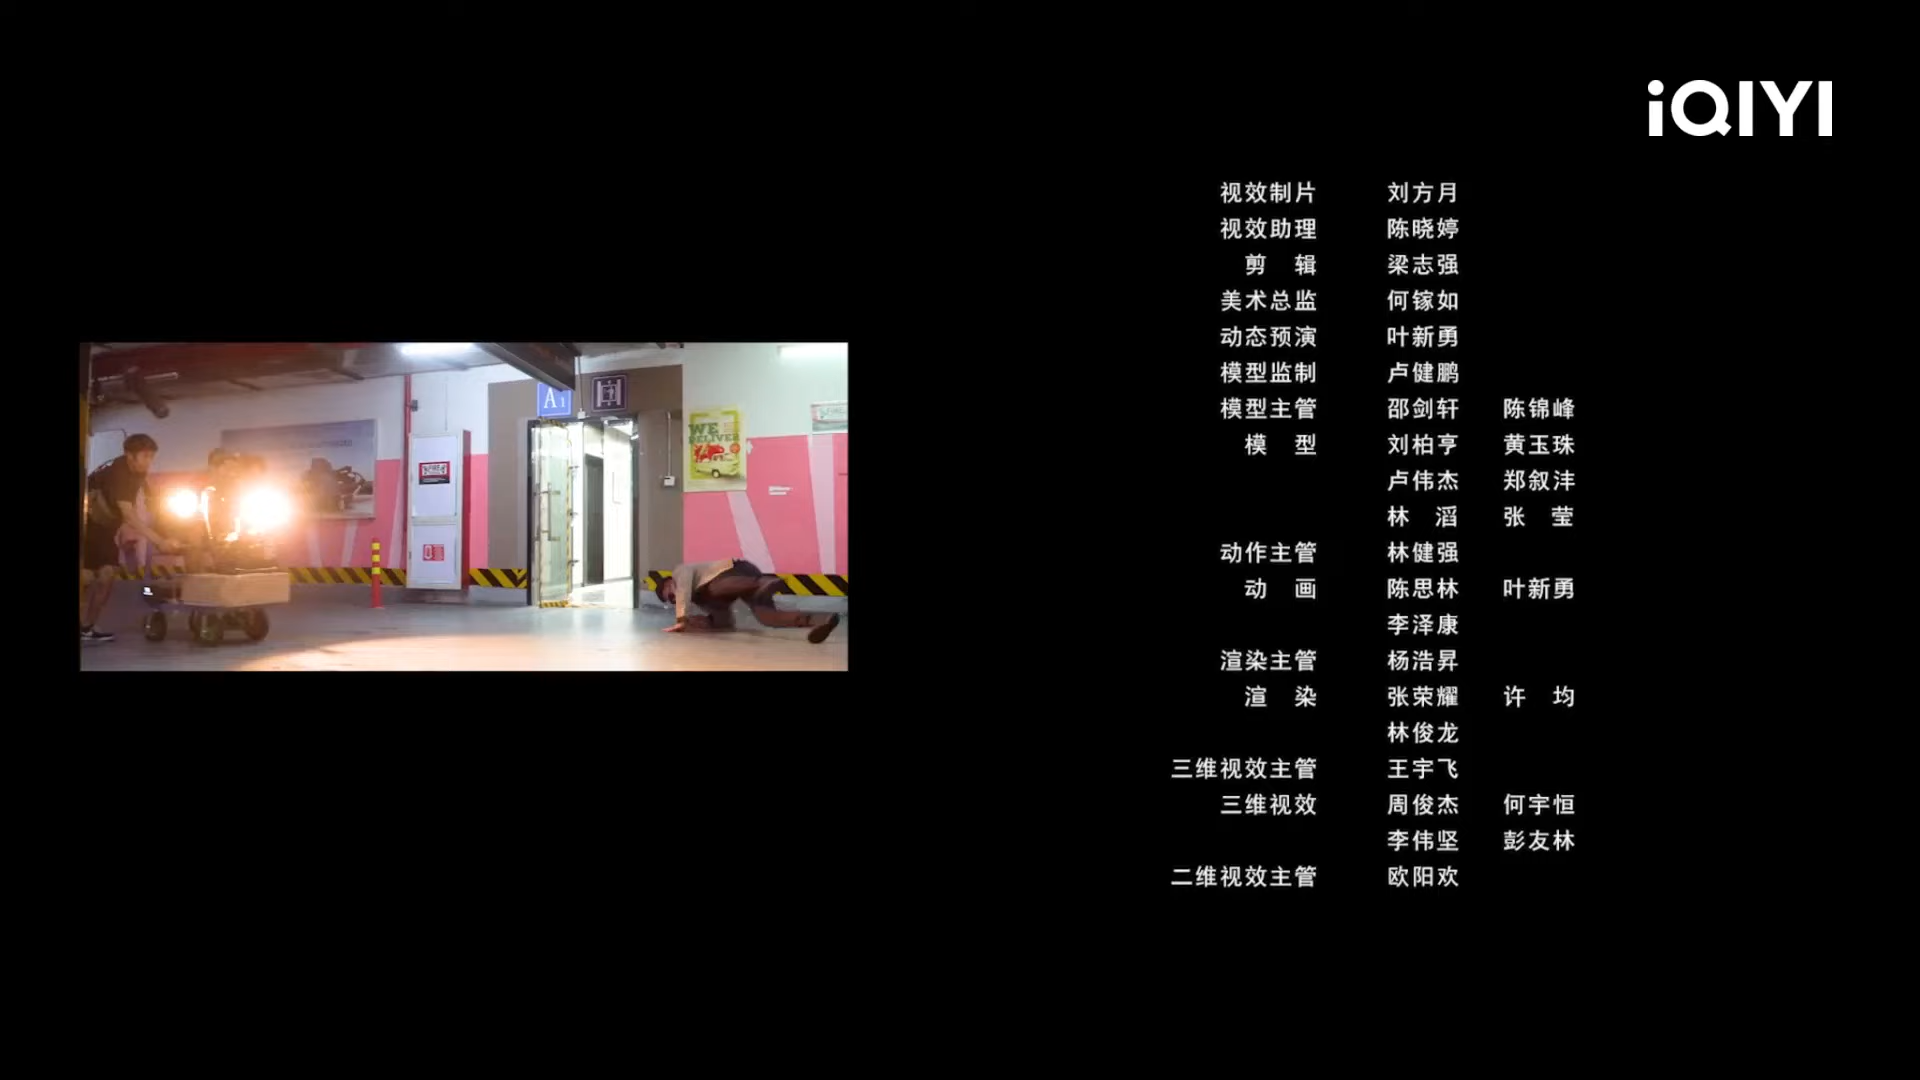 iQIYI
视效制片 刘方月
视效助理 陈晓婷
剪 辑 梁志强
美术总监 何镓如
动态预演 叶新勇
模型监制 卢健鹏
模型主管 邵剑轩 陈锦峰
模 型 刘柏亨 黄玉珠
卢伟杰 郑叙沣
林 滔 张 莹
动作主管 林健强
动 画 陈思林 叶新勇
李泽康
渲染主管 杨浩昇
渲 染 张荣耀 许 均
林俊龙
三维视效主管 王宇飞
三维视效 周俊杰 何宇恒
李伟坚 彭友林
二维视效主管 欧阳欢
A1
WE
DELIVER